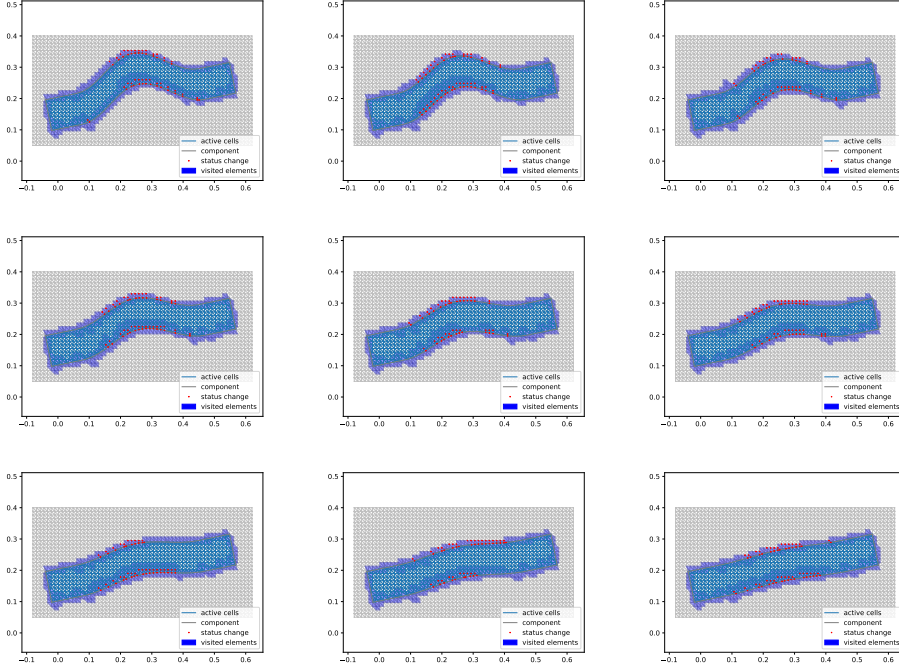 0.5 0.5 0.5
0.4 0.4 0.4
0.3 0.3 0.3
0.2 0.2 0.2
0.1 0.1 0.1
0.0 0.0 0.0
active cells active cells active cells
component component component
status change status change status change
visited elements visited elements visited elements
−0.1 0.0 0.1 0.2 0.3 0.4 0.5 0.6 −0.1 0.0 0.1 0.2 0.3 0.4 0.5 0.6 −0.1 0.0 0.1 0.2 0.3 0.4 0.5 0.6
0.5 0.5 0.5
0.4 0.4 0.4
0.3 0.3 0.3
0.2 0.2 0.2
0.1 0.1 0.1
0.0 0.0 0.0
active cells active cells active cells
component component component
status change status change status change
visited elements visited elements visited elements
−0.1 0.0 0.1 0.2 0.3 0.4 0.5 0.6 −0.1 0.0 0.1 0.2 0.3 0.4 0.5 0.6 −0.1 0.0 0.1 0.2 0.3 0.4 0.5 0.6
0.5 0.5 0.5
0.4 0.4 0.4
0.3 0.3 0.3
0.2 0.2 0.2
0.1 0.1 0.1
0.0 0.0 0.0
active cells active cells active cells
component component component
status change status change status change
visited elements visited elements visited elements
−0.1 0.0 0.1 0.2 0.3 0.4 0.5 0.6 −0.1 0.0 0.1 0.2 0.3 0.4 0.5 0.6 −0.1 0.0 0.1 0.2 0.3 0.4 0.5 0.6